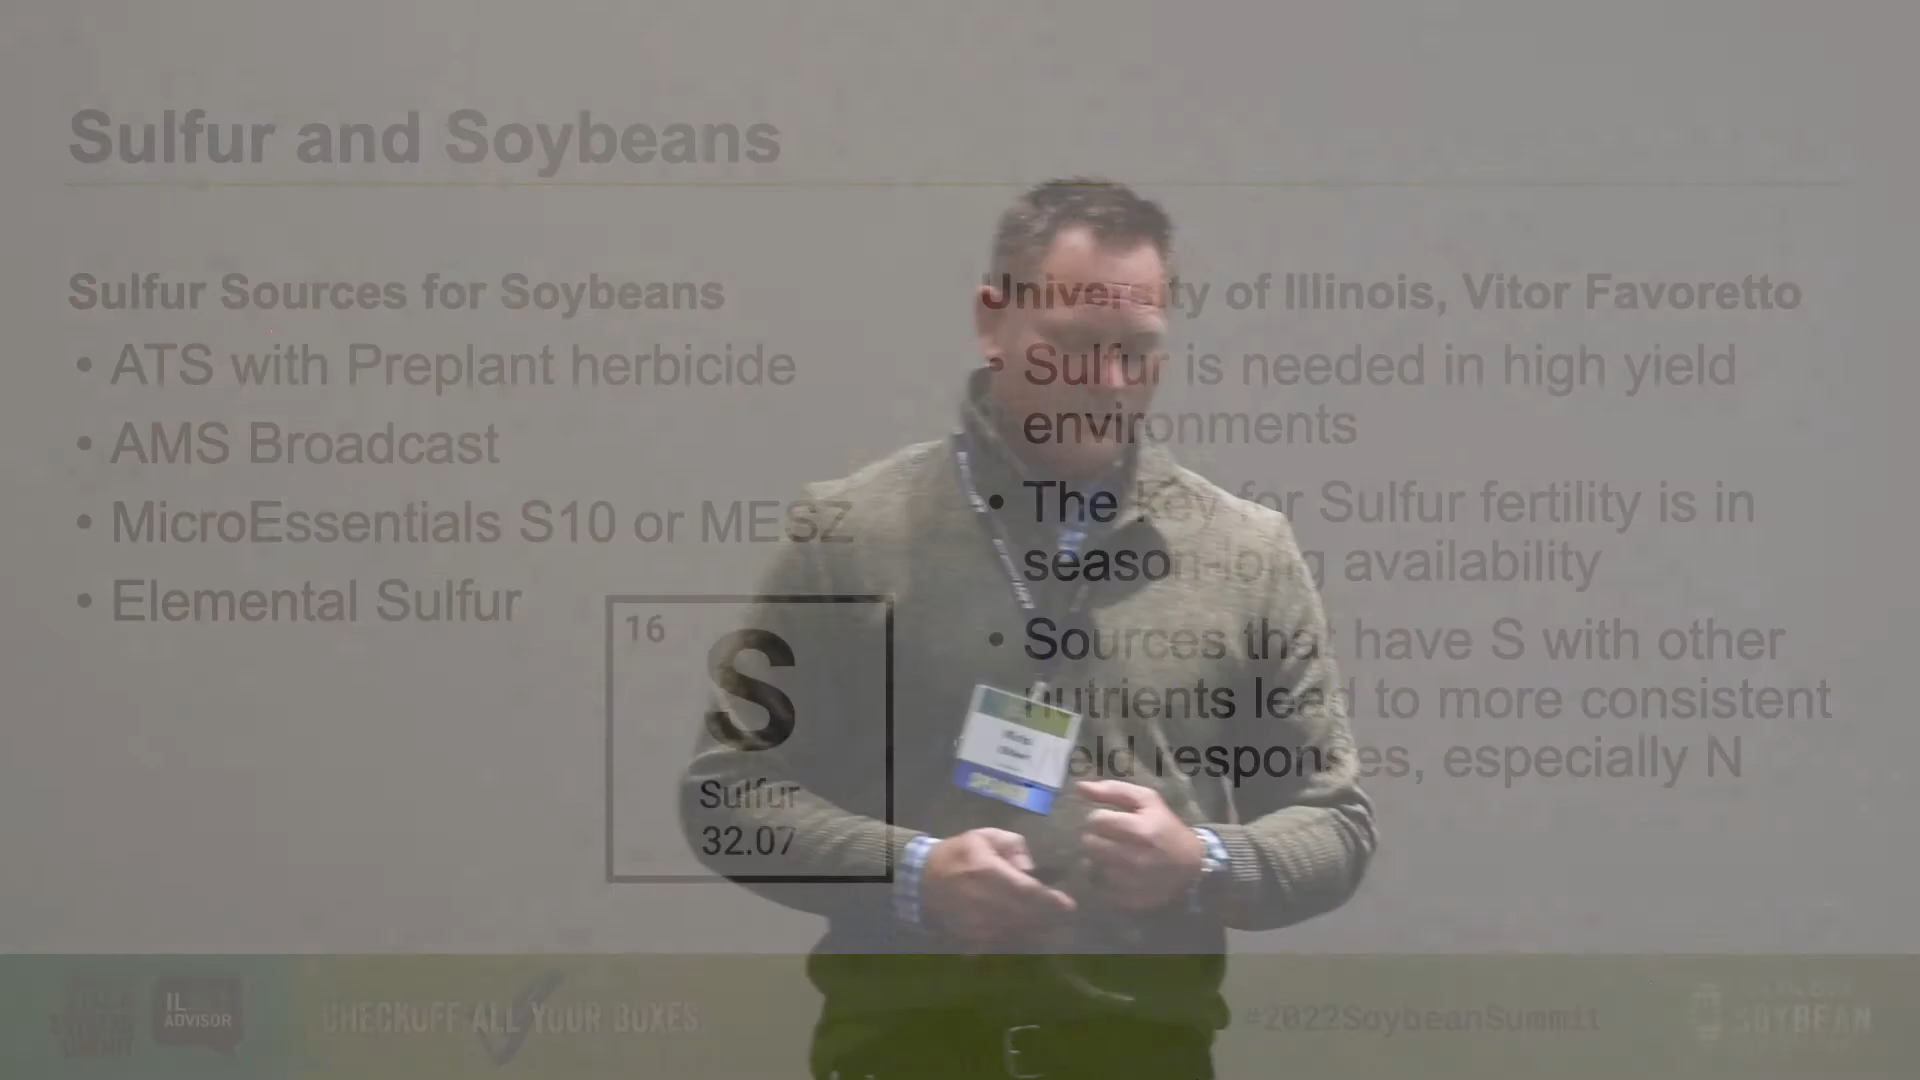 Sulfur and Soybeans
Sulfur Sources for Soybeans
• ATS with Preplant herbicide
• AMS Broadcast
• MicroEssentials S10 or MESZ
• Elemental Sulfur
16
S
Sulfur
32.07
University of Illinois, Vitor Favoretto
• Sulfur is needed in high yield
environments
• The key for Sulfur fertility is in
season-long availability
• Sources that have S with other
nutrients lead to more consistent
yield responses, especially N
IL
ADVISOR
CHECKOFF ALL YOUR BOXES
#2022SoybeanSummit
SOYBEAN